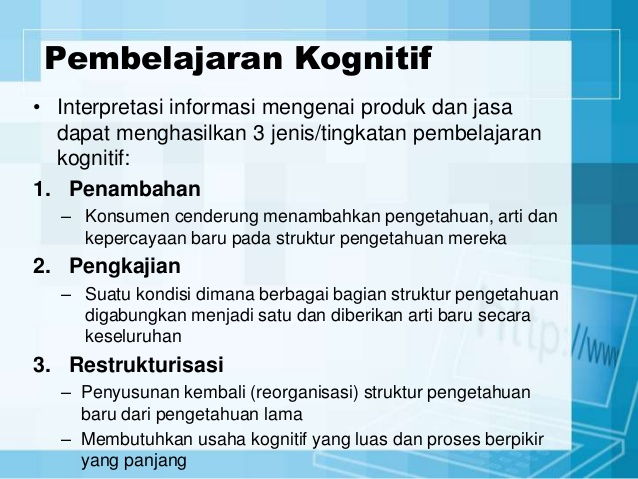 Pembelajaran Kognitif
• Interpretasi informasi mengenai produk dan jasa
dapat menghasilkan 3 jenis/tingkatan pembelajaran
kognitif:
1. Penambahan
– Konsumen cenderung menambahkan pengetahuan, arti dan
kepercayaan baru pada struktur pengetahuan mereka
2. Pengkajian
– Suatu kondisi dimana berbagai bagian struktur pengetahuan
digabungkan menjadi satu dan diberikan arti baru secara
keseluruhan
3. Restrukturisasi
– Penyusunan kembali (reorganisasi) struktur pengetahuan
baru dari pengetahuan lama
– Membutuhkan usaha kognitif yang luas dan proses berpikir
yang panjang
http://www